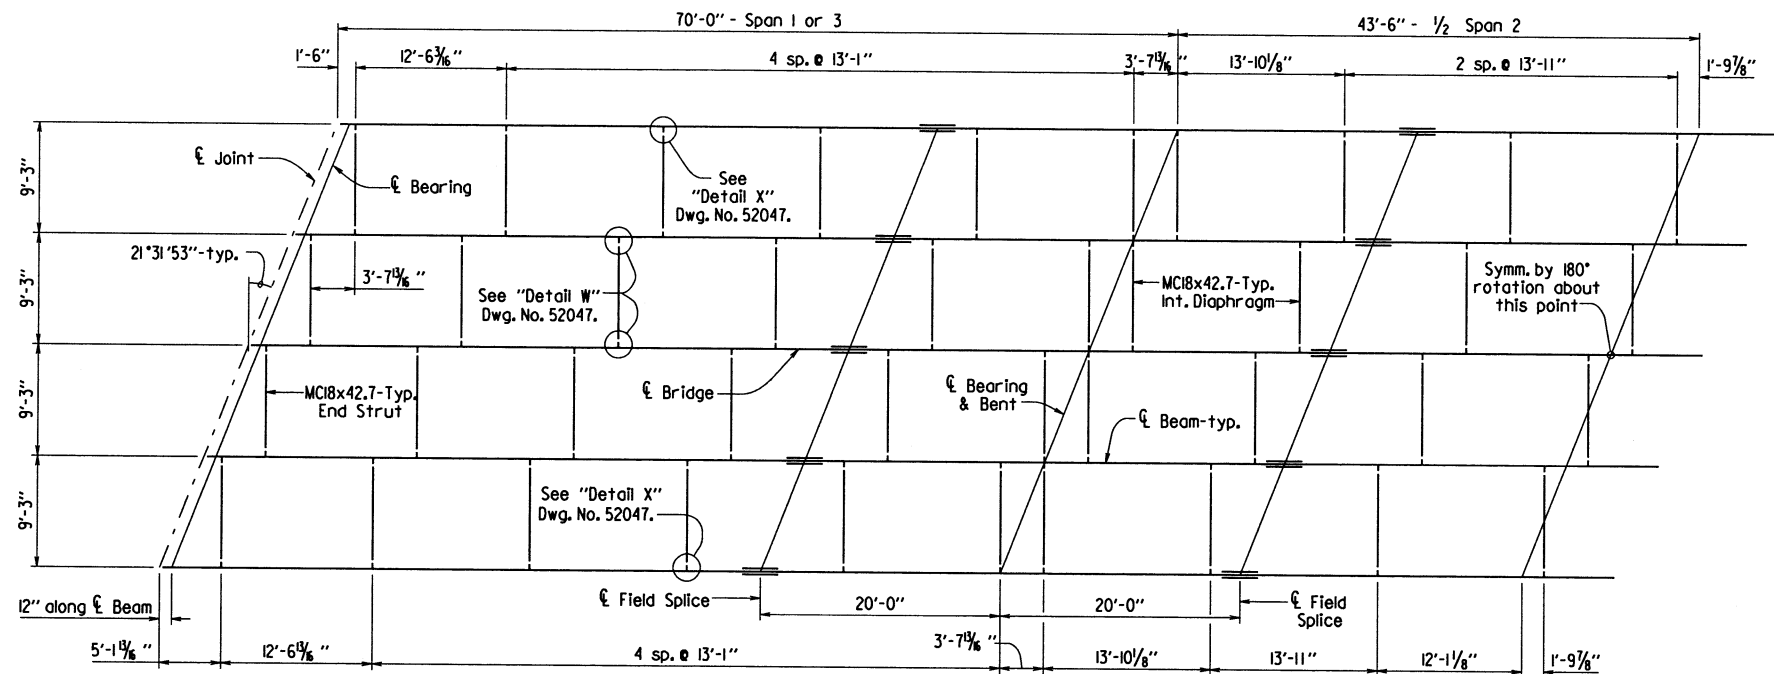 70'-0" - Span 1 or 3
43'-6" - ½ Span 2
1'-6"
12'-6 3/16"
4 sp. @ 13'-1"
3'-7 13/16"
13'-10 1/8"
2 sp. @ 13'-11"
1'-9 7/8"
℄ Joint
℄ Bearing
See
"Detail X"
Dwg. No. 52047.
9'-3"
21°31'53"-typ.
3'-7 13/16"
See "Detail W"
Dwg. No. 52047.
MC18x42.7-Typ.
Int. Diaphragm
Symm. by 180°
rotation about
this point
9'-3"
MC18x42.7-Typ.
End Strut
℄ Bridge
℄ Bearing
& Bent
℄ Beam-typ.
9'-3"
See "Detail X"
Dwg. No. 52047.
9'-3"
12" along ℄ Beam
℄ Field Splice
20'-0"
20'-0"
℄ Field
Splice
5'-1 13/16"
12'-6 13/16"
4 sp. @ 13'-1"
3'-7 13/16"
13'-10 1/8"
13'-11"
12'-1 1/8"
1'-9 7/8"